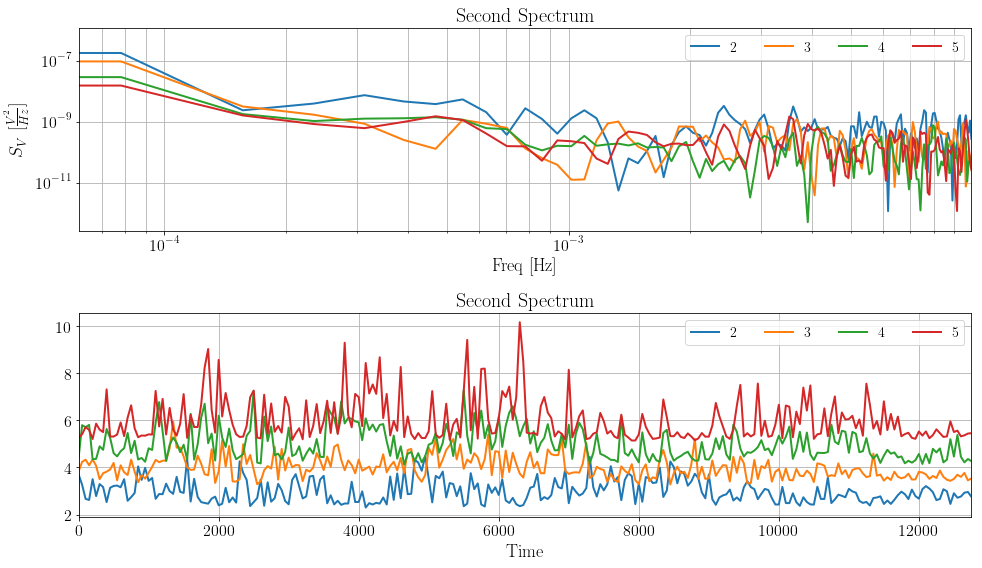 Second Spectrum
2 3 4 5
10⁻⁷
10⁻⁹
10⁻¹¹
S_V [V²/Hz]
10⁻⁴ 10⁻³
Freq [Hz]
Second Spectrum
2 3 4 5
10
8
6
4
2
0 2000 4000 6000 8000 10000 12000
Time